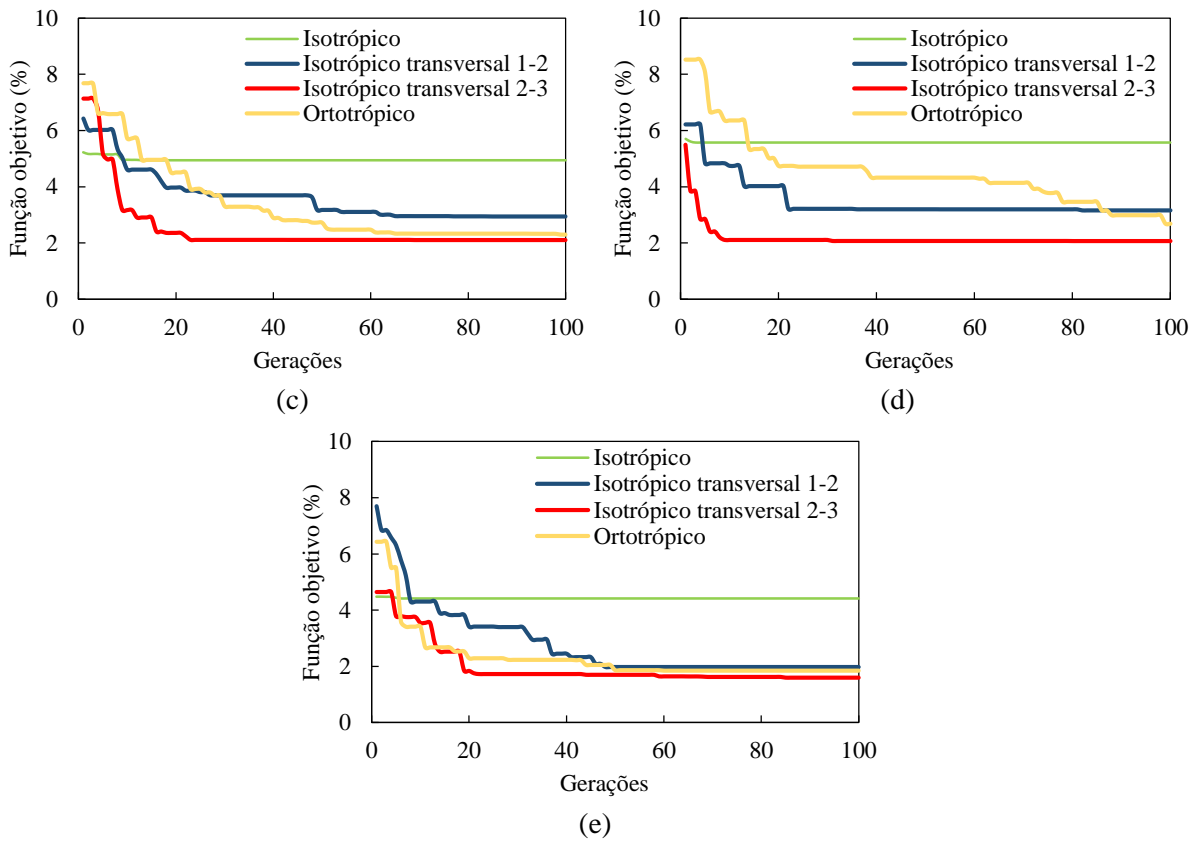 10
8
6
4
2
0
Função objetivo (%)
Isotrópico
Isotrópico transversal 1-2
Isotrópico transversal 2-3
Ortotrópico
0 20 40 60 80 100
Gerações
(c)
10
8
6
4
2
0
Função objetivo (%)
Isotrópico
Isotrópico transversal 1-2
Isotrópico transversal 2-3
Ortotrópico
0 20 40 60 80 100
Gerações
(d)
10
8
6
4
2
0
Função objetivo (%)
Isotrópico
Isotrópico transversal 1-2
Isotrópico transversal 2-3
Ortotrópico
0 20 40 60 80 100
Gerações
(e)